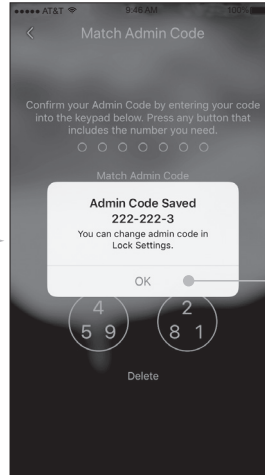 AT&T 9:46 AM 100%
Match Admin Code
Confirm your Admin Code by entering your code
into the keypad below. Press any button that
includes the number you need.
Match Admin Code
Admin Code Saved
222-222-3
You can change admin code in
Lock Settings.
OK
4 2
5 9 8 1
Delete